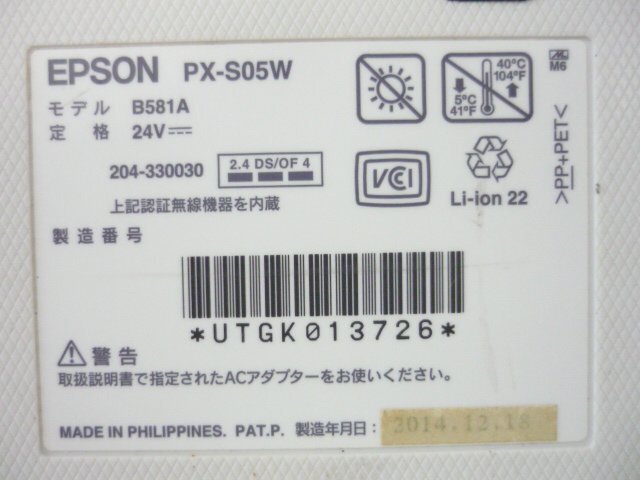 EPSON PX-S05W
モデル B581A
定格 24V⎓
204-330030
2.4 DS/OF 4
上記認証無線機器を内蔵
40°C
104°F
5°C
41°F
M6
VCCI
Li-ion 22
>PP+PET<
製造番号
*UTGK013726*
警告
取扱説明書で指定されたACアダプターをお使いください。
MADE IN PHILIPPINES. PAT.P. 製造年月日: 2014.12.18